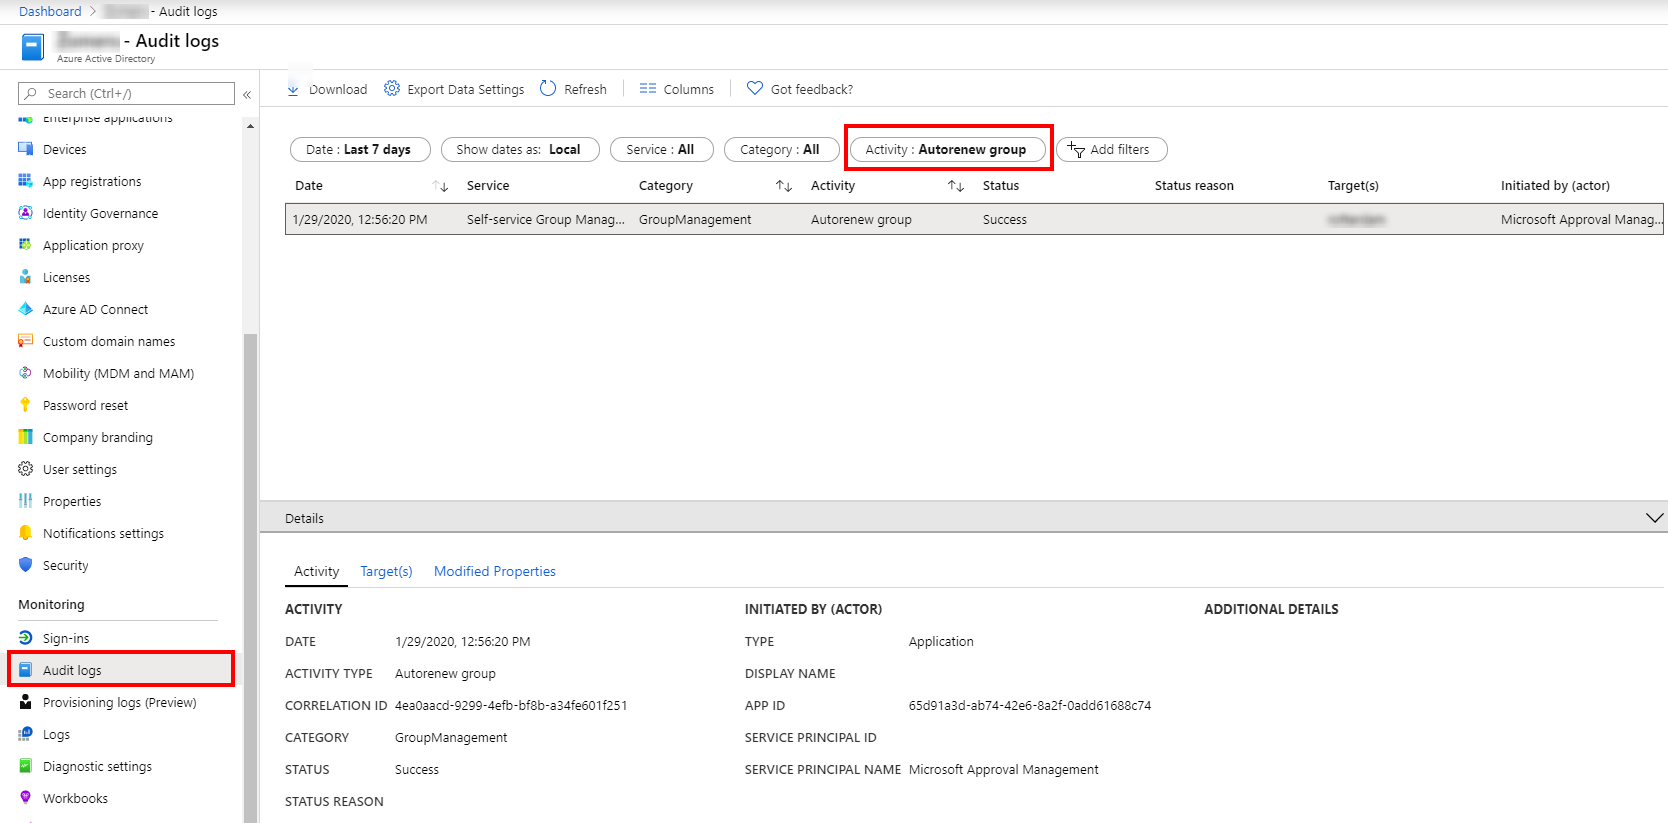 Dashboard > - Audit logs
- Audit logs
Azure Active Directory
Search (Ctrl+/)
«
Download
Export Data Settings
Refresh
Columns
Got feedback?
Enterprise applications
Devices
App registrations
Identity Governance
Application proxy
Licenses
Azure AD Connect
Custom domain names
Mobility (MDM and MAM)
Password reset
Company branding
User settings
Properties
Notifications settings
Security
Monitoring
Sign-ins
Audit logs
Provisioning logs (Preview)
Logs
Diagnostic settings
Workbooks
Date : Last 7 days
Show dates as: Local
Service : All
Category : All
Activity : Autorenew group
Add filters
Date Service Category Activity Status Status reason Target(s) Initiated by (actor)
1/29/2020, 12:56:20 PM Self-service Group Manag... GroupManagement Autorenew group Success Microsoft Approval Manag...
Details
Activity Target(s) Modified Properties
ACTIVITY
DATE 1/29/2020, 12:56:20 PM
ACTIVITY TYPE Autorenew group
CORRELATION ID 4ea0aacd-9299-4efb-bf8b-a34fe601f251
CATEGORY GroupManagement
STATUS Success
STATUS REASON
INITIATED BY (ACTOR)
TYPE Application
DISPLAY NAME
APP ID 65d91a3d-ab74-42e6-8a2f-0add61688c74
SERVICE PRINCIPAL ID
SERVICE PRINCIPAL NAME Microsoft Approval Management
ADDITIONAL DETAILS